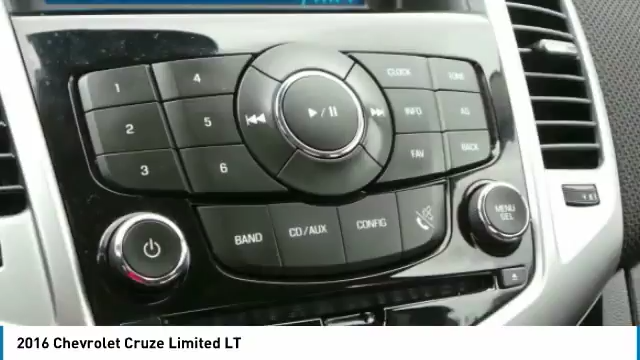 1 4 CLOCK TONE
2 5 INFO AS
3 6 FAV BACK
BAND CD/AUX CONFIG
MENU
SEL
2016 Chevrolet Cruze Limited LT